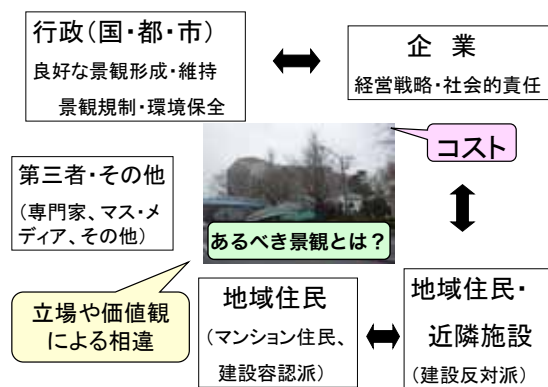 行政（国・都・市）
良好な景観形成・維持
景観規制・環境保全
企 業
経営戦略・社会的責任
コスト
第三者・その他
（専門家、マス・メ
ディア、その他）
あるべき景観とは？
立場や価値観
による相違
地域住民
（マンション住民、
建設容認派）
地域住民・
近隣施設
（建設反対派）